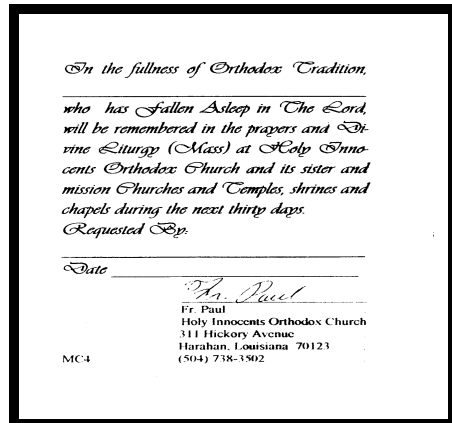 In the fullness of Orthodox Tradition,
who has Fallen Asleep in The Lord,
will be remembered in the prayers and Di-
vine Liturgy (Mass) at Holy Inno-
cents Orthodox Church and its sister and
mission Churches and Temples, shrines and
chapels during the next thirty days.
Requested By:
Date
Fr. Paul
Fr. Paul
Holy Innocents Orthodox Church
311 Hickory Avenue
Harahan, Louisiana 70123
MC4 (504) 738-3502